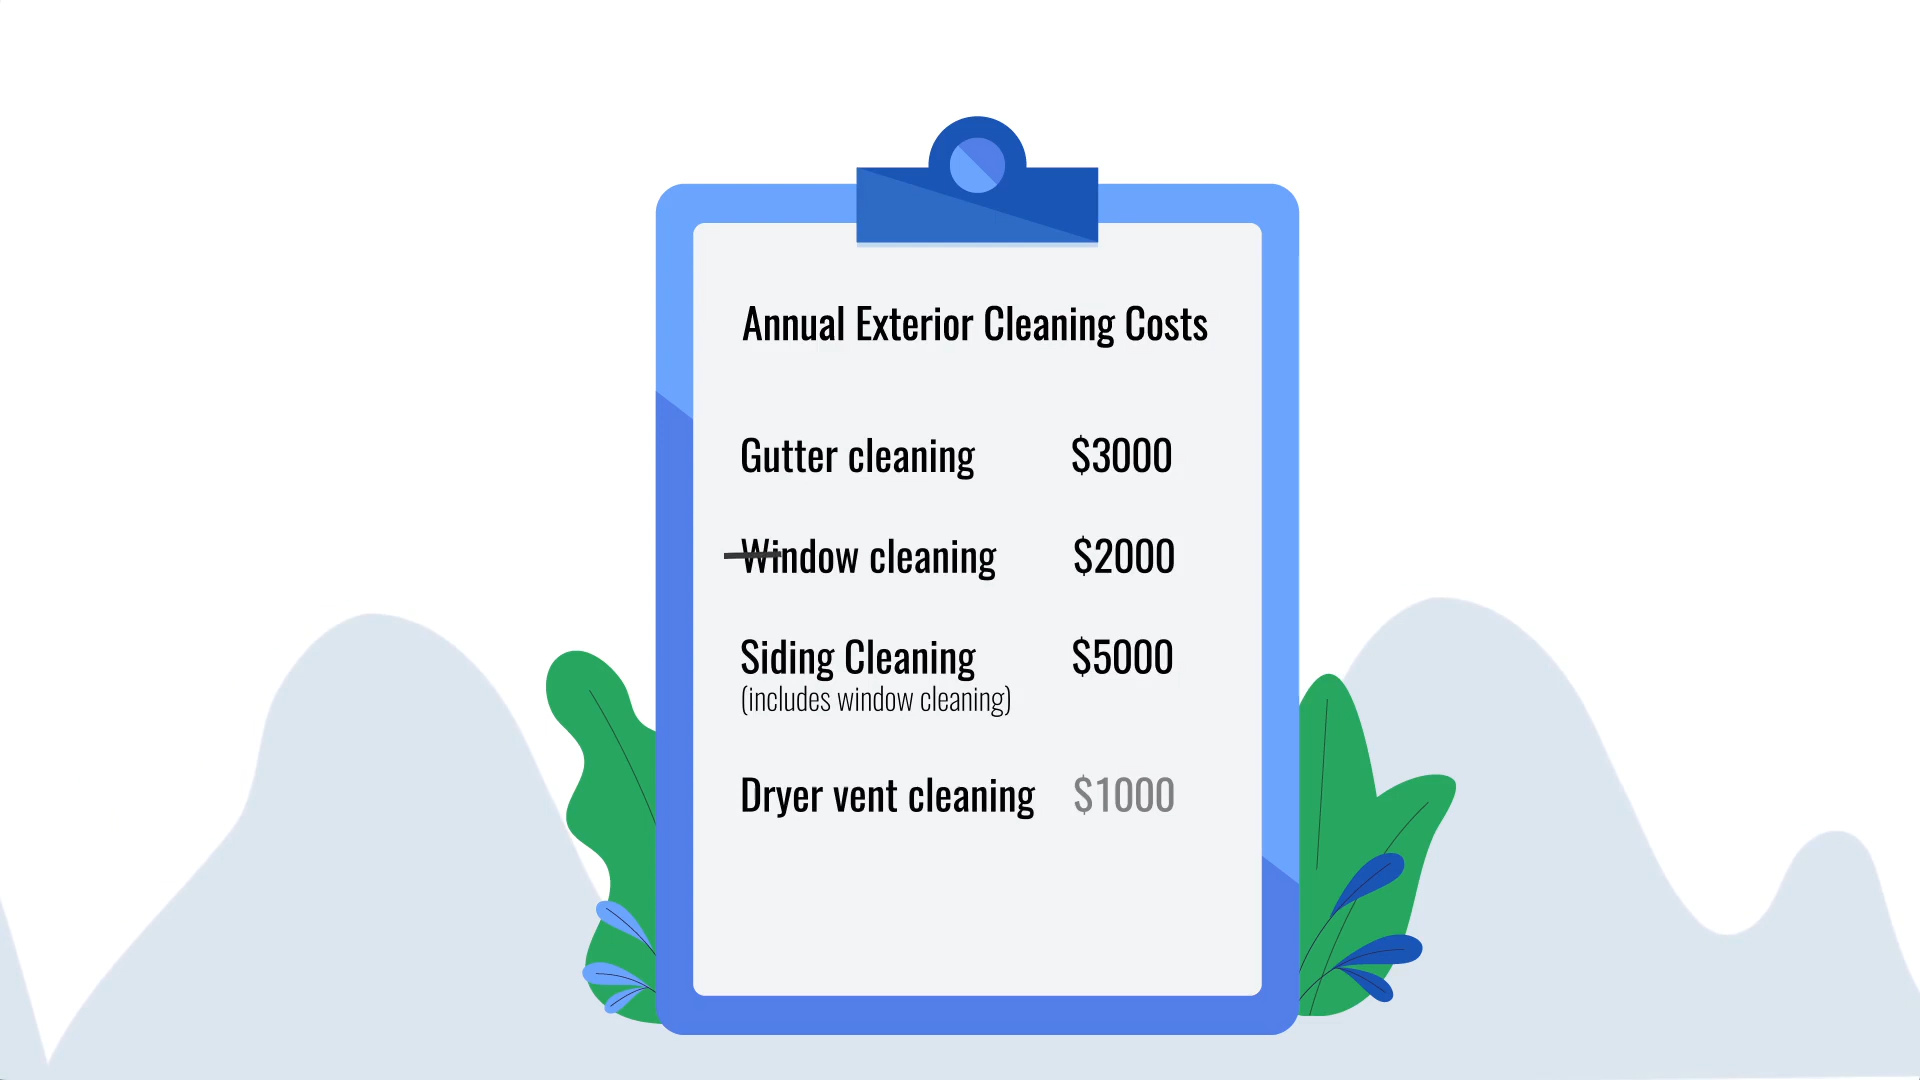 Annual Exterior Cleaning Costs
Gutter cleaning $3000
Window cleaning $2000
Siding Cleaning $5000
(includes window cleaning)
Dryer vent cleaning $1000